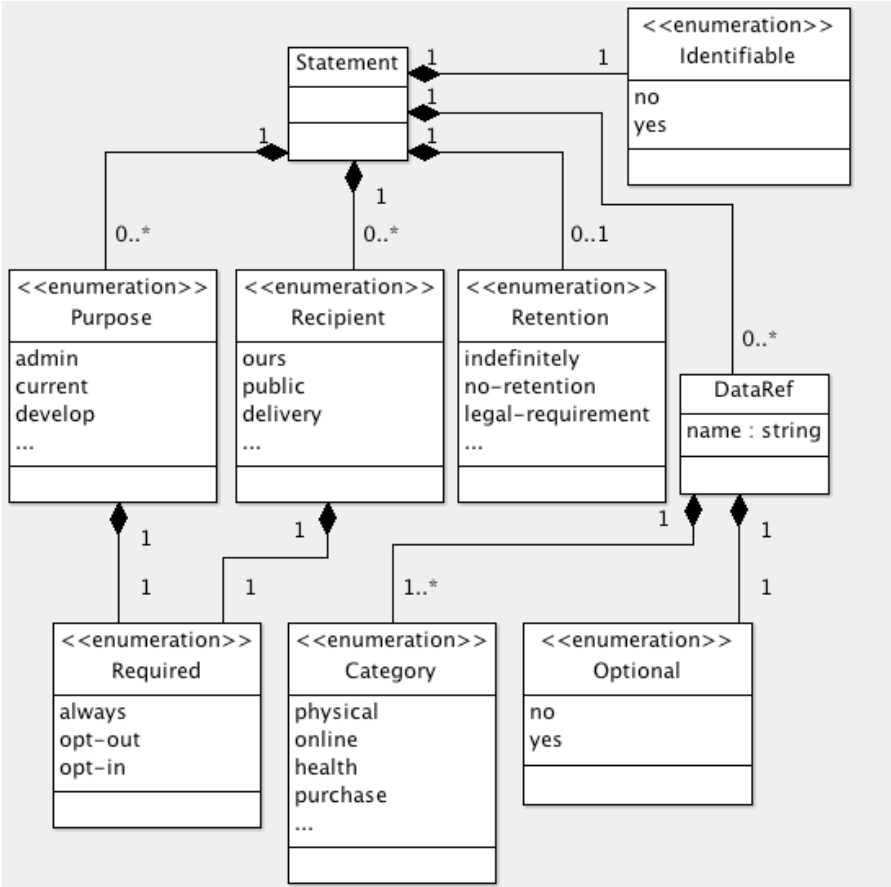 <<enumeration>>
Identifiable
no
yes
Statement
1
1
1
1
1
1
0..*
0..*
0..1
0..*
<<enumeration>>
Purpose
admin
current
develop
...
<<enumeration>>
Recipient
ours
public
delivery
...
<<enumeration>>
Retention
indefinitely
no-retention
legal-requirement
...
DataRef
name : string
1
1
1
1
1
1
1..*
1
<<enumeration>>
Required
always
opt-out
opt-in
<<enumeration>>
Category
physical
online
health
purchase
...
<<enumeration>>
Optional
no
yes